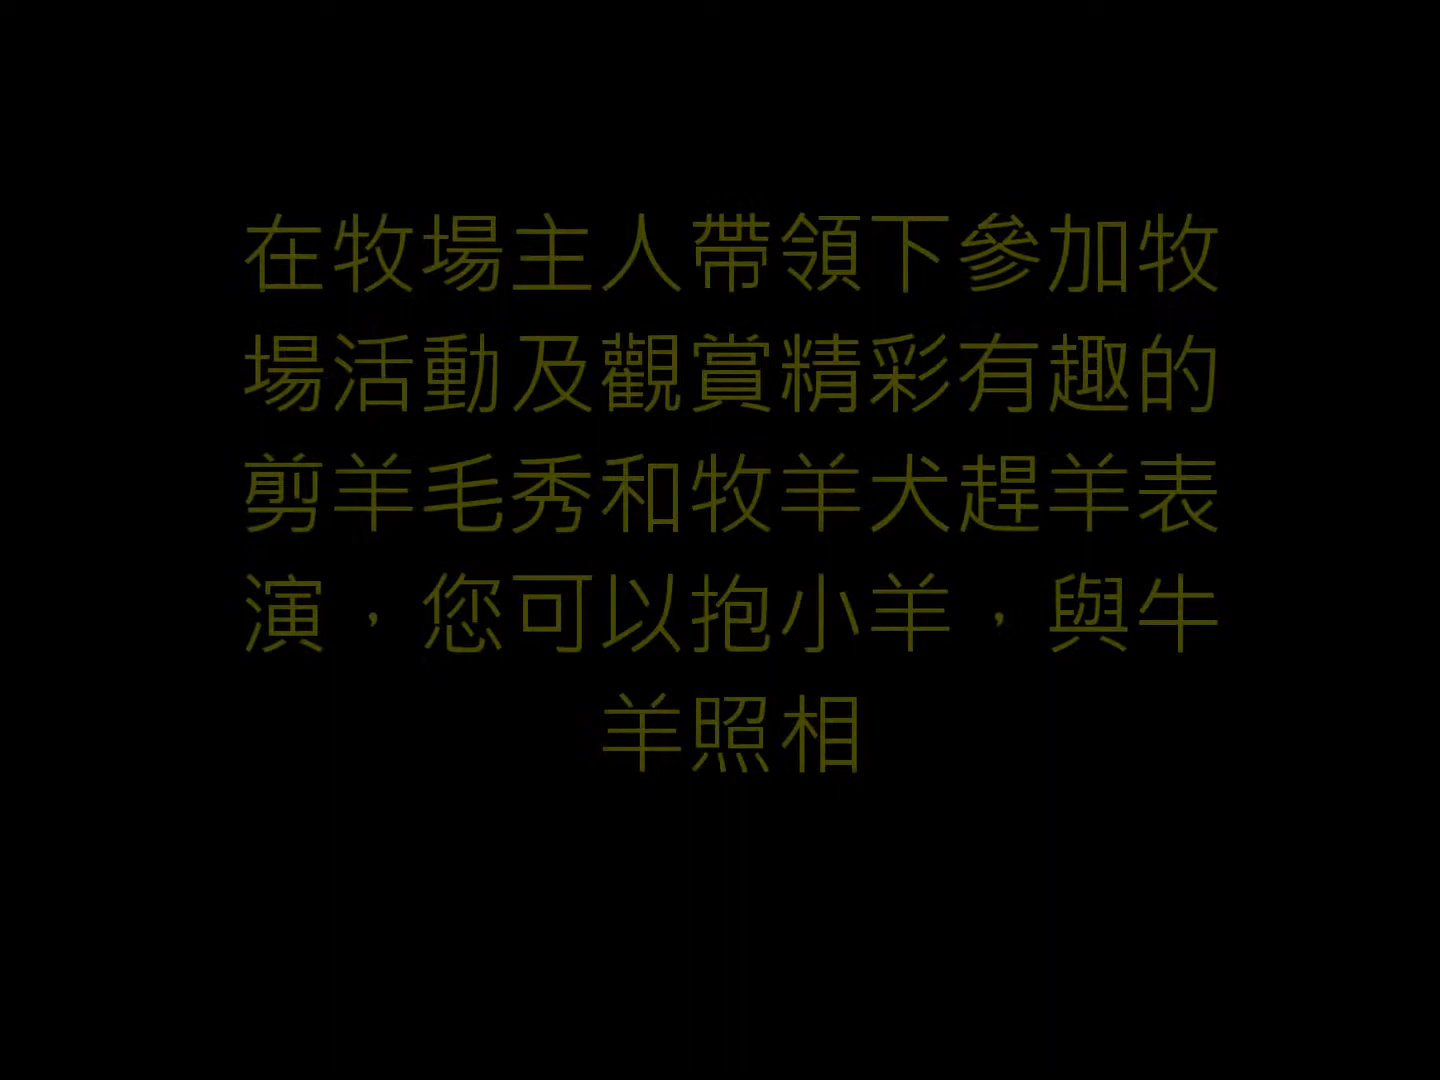 在牧場主人帶領下參加牧
場活動及觀賞精彩有趣的
剪羊毛秀和牧羊犬趕羊表
演，您可以抱小羊，與牛
羊照相